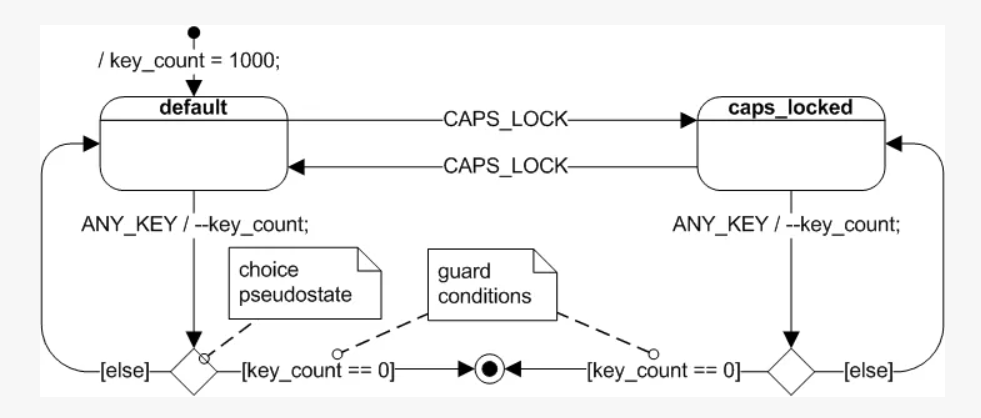 / key_count = 1000;
default
caps_locked
CAPS_LOCK
CAPS_LOCK
ANY_KEY / --key_count;
ANY_KEY / --key_count;
choice
pseudostate
guard
conditions
[else]
[key_count == 0]
[key_count == 0]
[else]